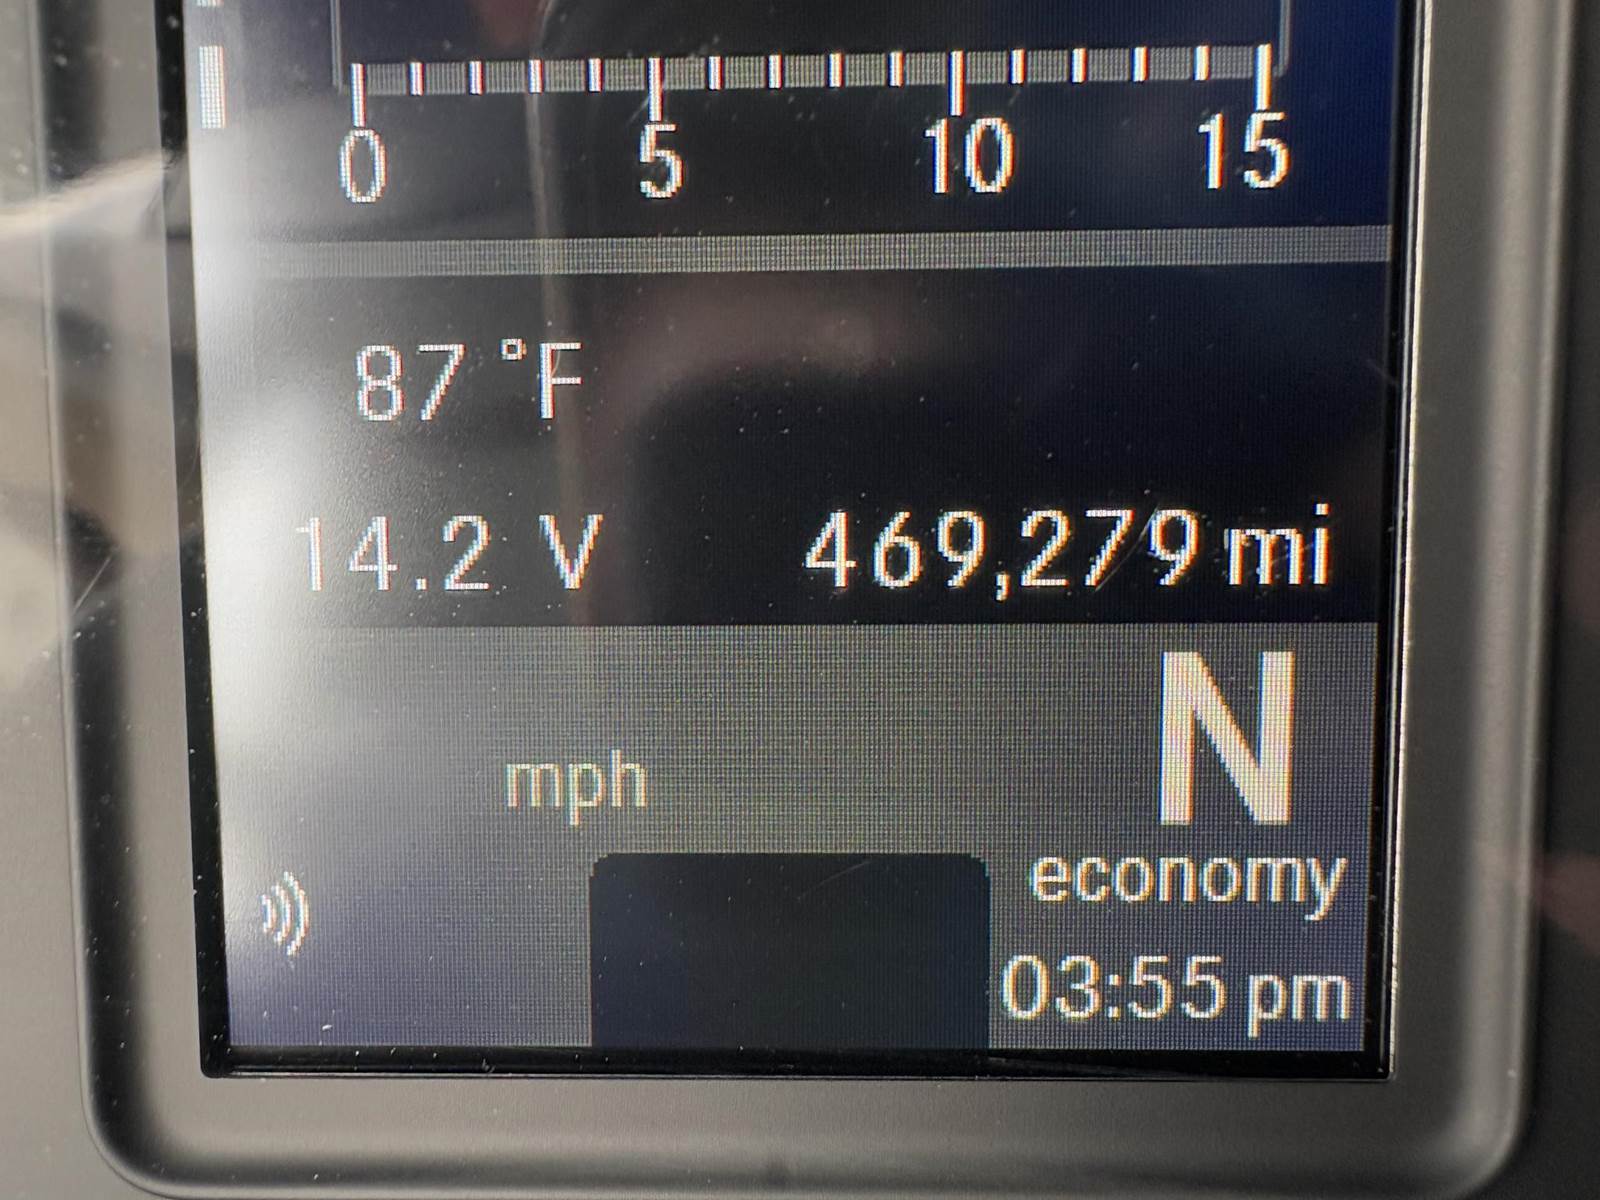 0 5 10 15
87 °F
14.2 V 469,279 mi
N
mph
economy
03:55 pm